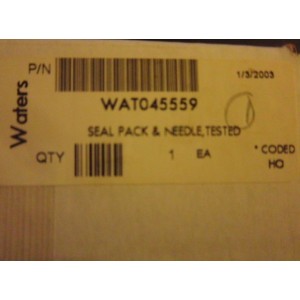 Waters
P/N
1/3/2003
WAT045559
SEAL PACK & NEEDLE,TESTED
QTY 1 EA * CODED
HO